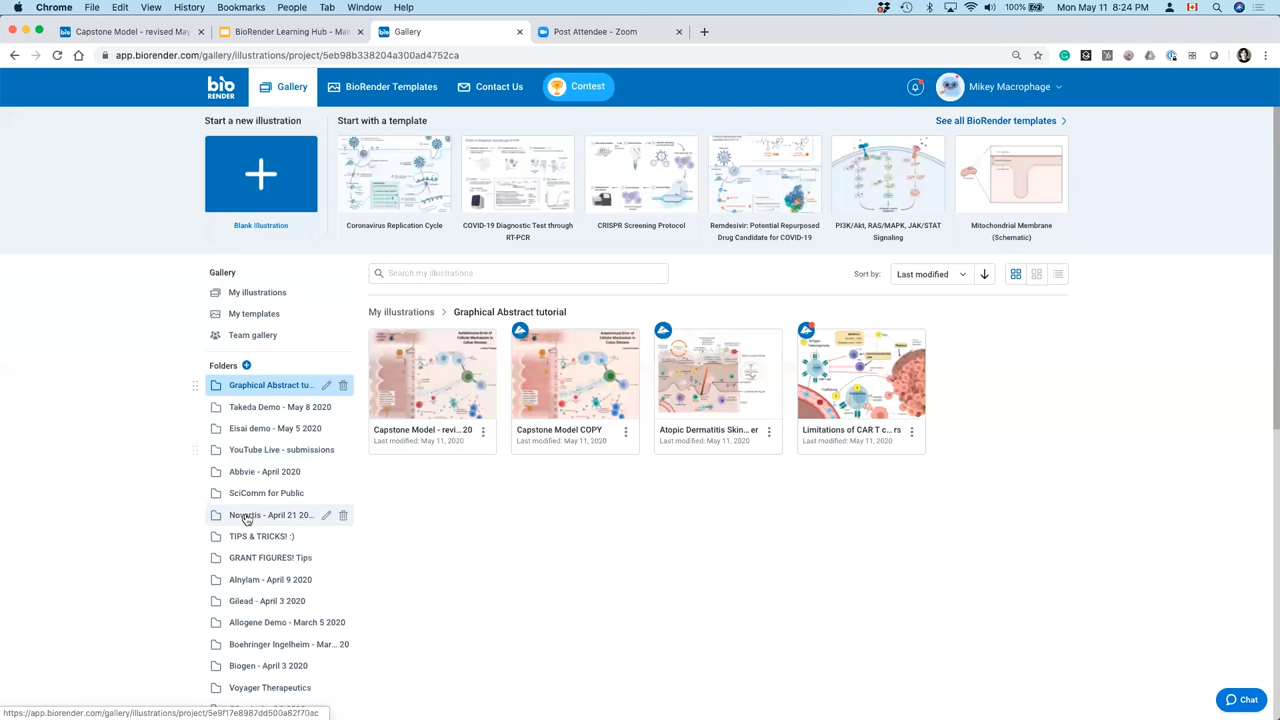 Chrome File Edit View History Bookmarks People Tab Window Help 100% Mon May 11 8:24 PM
Capstone Model - revised May BioRender Learning Hub - Mak Gallery Post Attendee - Zoom
app.biorender.com/gallery/illustrations/project/5eb98b338204a300ad4752ca
bio RENDER Gallery BioRender Templates Contact Us Contest Mikey Macrophage
Start a new illustration Start with a template See all BioRender templates
Blank illustration Coronavirus Replication Cycle COVID-19 Diagnostic Test through RT-PCR CRISPR Screening Protocol Remdesivir: Potential Repurposed Drug Candidate for COVID-19 PI3K/Akt, RAS/MAPK, JAK/STAT Signaling Mitochondrial Membrane (Schematic)
Gallery
My illustrations
My templates
Team gallery
Folders
Graphical Abstract tu...
Takeda Demo - May 8 2020
Eisai demo - May 5 2020
YouTube Live - submissions
Abbvie - April 2020
SciComm for Public
Novartis - April 21 20...
TIPS & TRICKS! :)
GRANT FIGURES! Tips
Alnylam - April 9 2020
Gilead - April 3 2020
Allogene Demo - March 5 2020
Boehringer Ingelheim - Mar... 20
Biogen - April 3 2020
Voyager Therapeutics
Search my illustrations Sort by: Last modified
My illustrations > Graphical Abstract tutorial
Capstone Model - revi... 20 Capstone Model COPY Atopic Dermatitis Skin... er Limitations of CAR T c... rs
Last modified: May 11, 2020 Last modified: May 11, 2020 Last modified: May 11, 2020 Last modified: May 11, 2020
Chat
https://app.biorender.com/gallery/illustrations/project/5e9f17e8987dd500a82f70ac